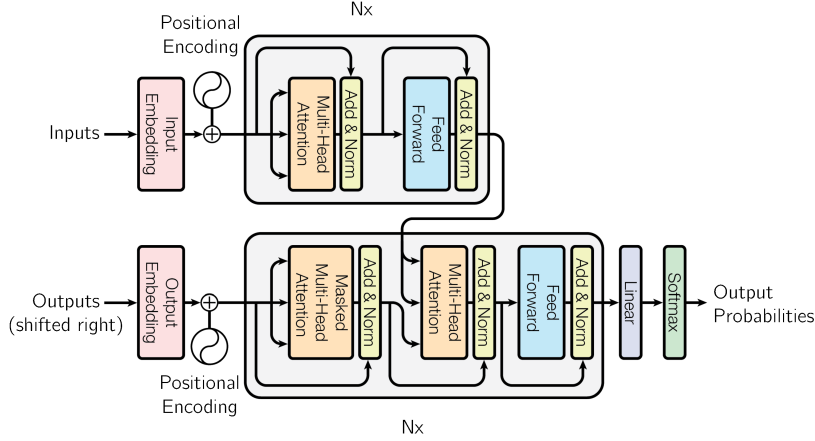 Nx
Positional
Encoding
Inputs
Input
Embedding
Multi-Head
Attention
Add & Norm
Feed
Forward
Add & Norm
Outputs
(shifted right)
Output
Embedding
Positional
Encoding
Masked
Multi-Head
Attention
Add & Norm
Multi-Head
Attention
Add & Norm
Feed
Forward
Add & Norm
Linear
Softmax
Output
Probabilities
Nx